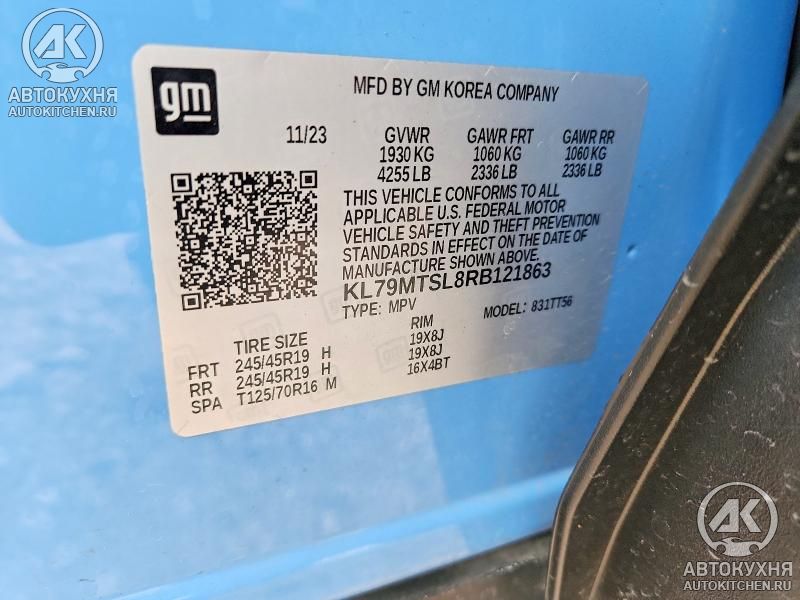 АК
АВТОКУХНЯ
AUTOKITCHEN.RU
gm
MFD BY GM KOREA COMPANY
11/23 GVWR GAWR FRT GAWR RR
1930 KG 1060 KG 1060 KG
4255 LB 2336 LB 2336 LB
THIS VEHICLE CONFORMS TO ALL
APPLICABLE U.S. FEDERAL MOTOR
VEHICLE SAFETY AND THEFT PREVENTION
STANDARDS IN EFFECT ON THE DATE OF
MANUFACTURE SHOWN ABOVE.
KL79MTSL8RB121863
TYPE: MPV MODEL: 831TT56
TIRE SIZE RIM
FRT 245/45R19 H 19X8J
RR 245/45R19 H 19X8J
SPA T125/70R16 M 16X4BT
АК
АВТОКУХНЯ
AUTOKITCHEN.RU